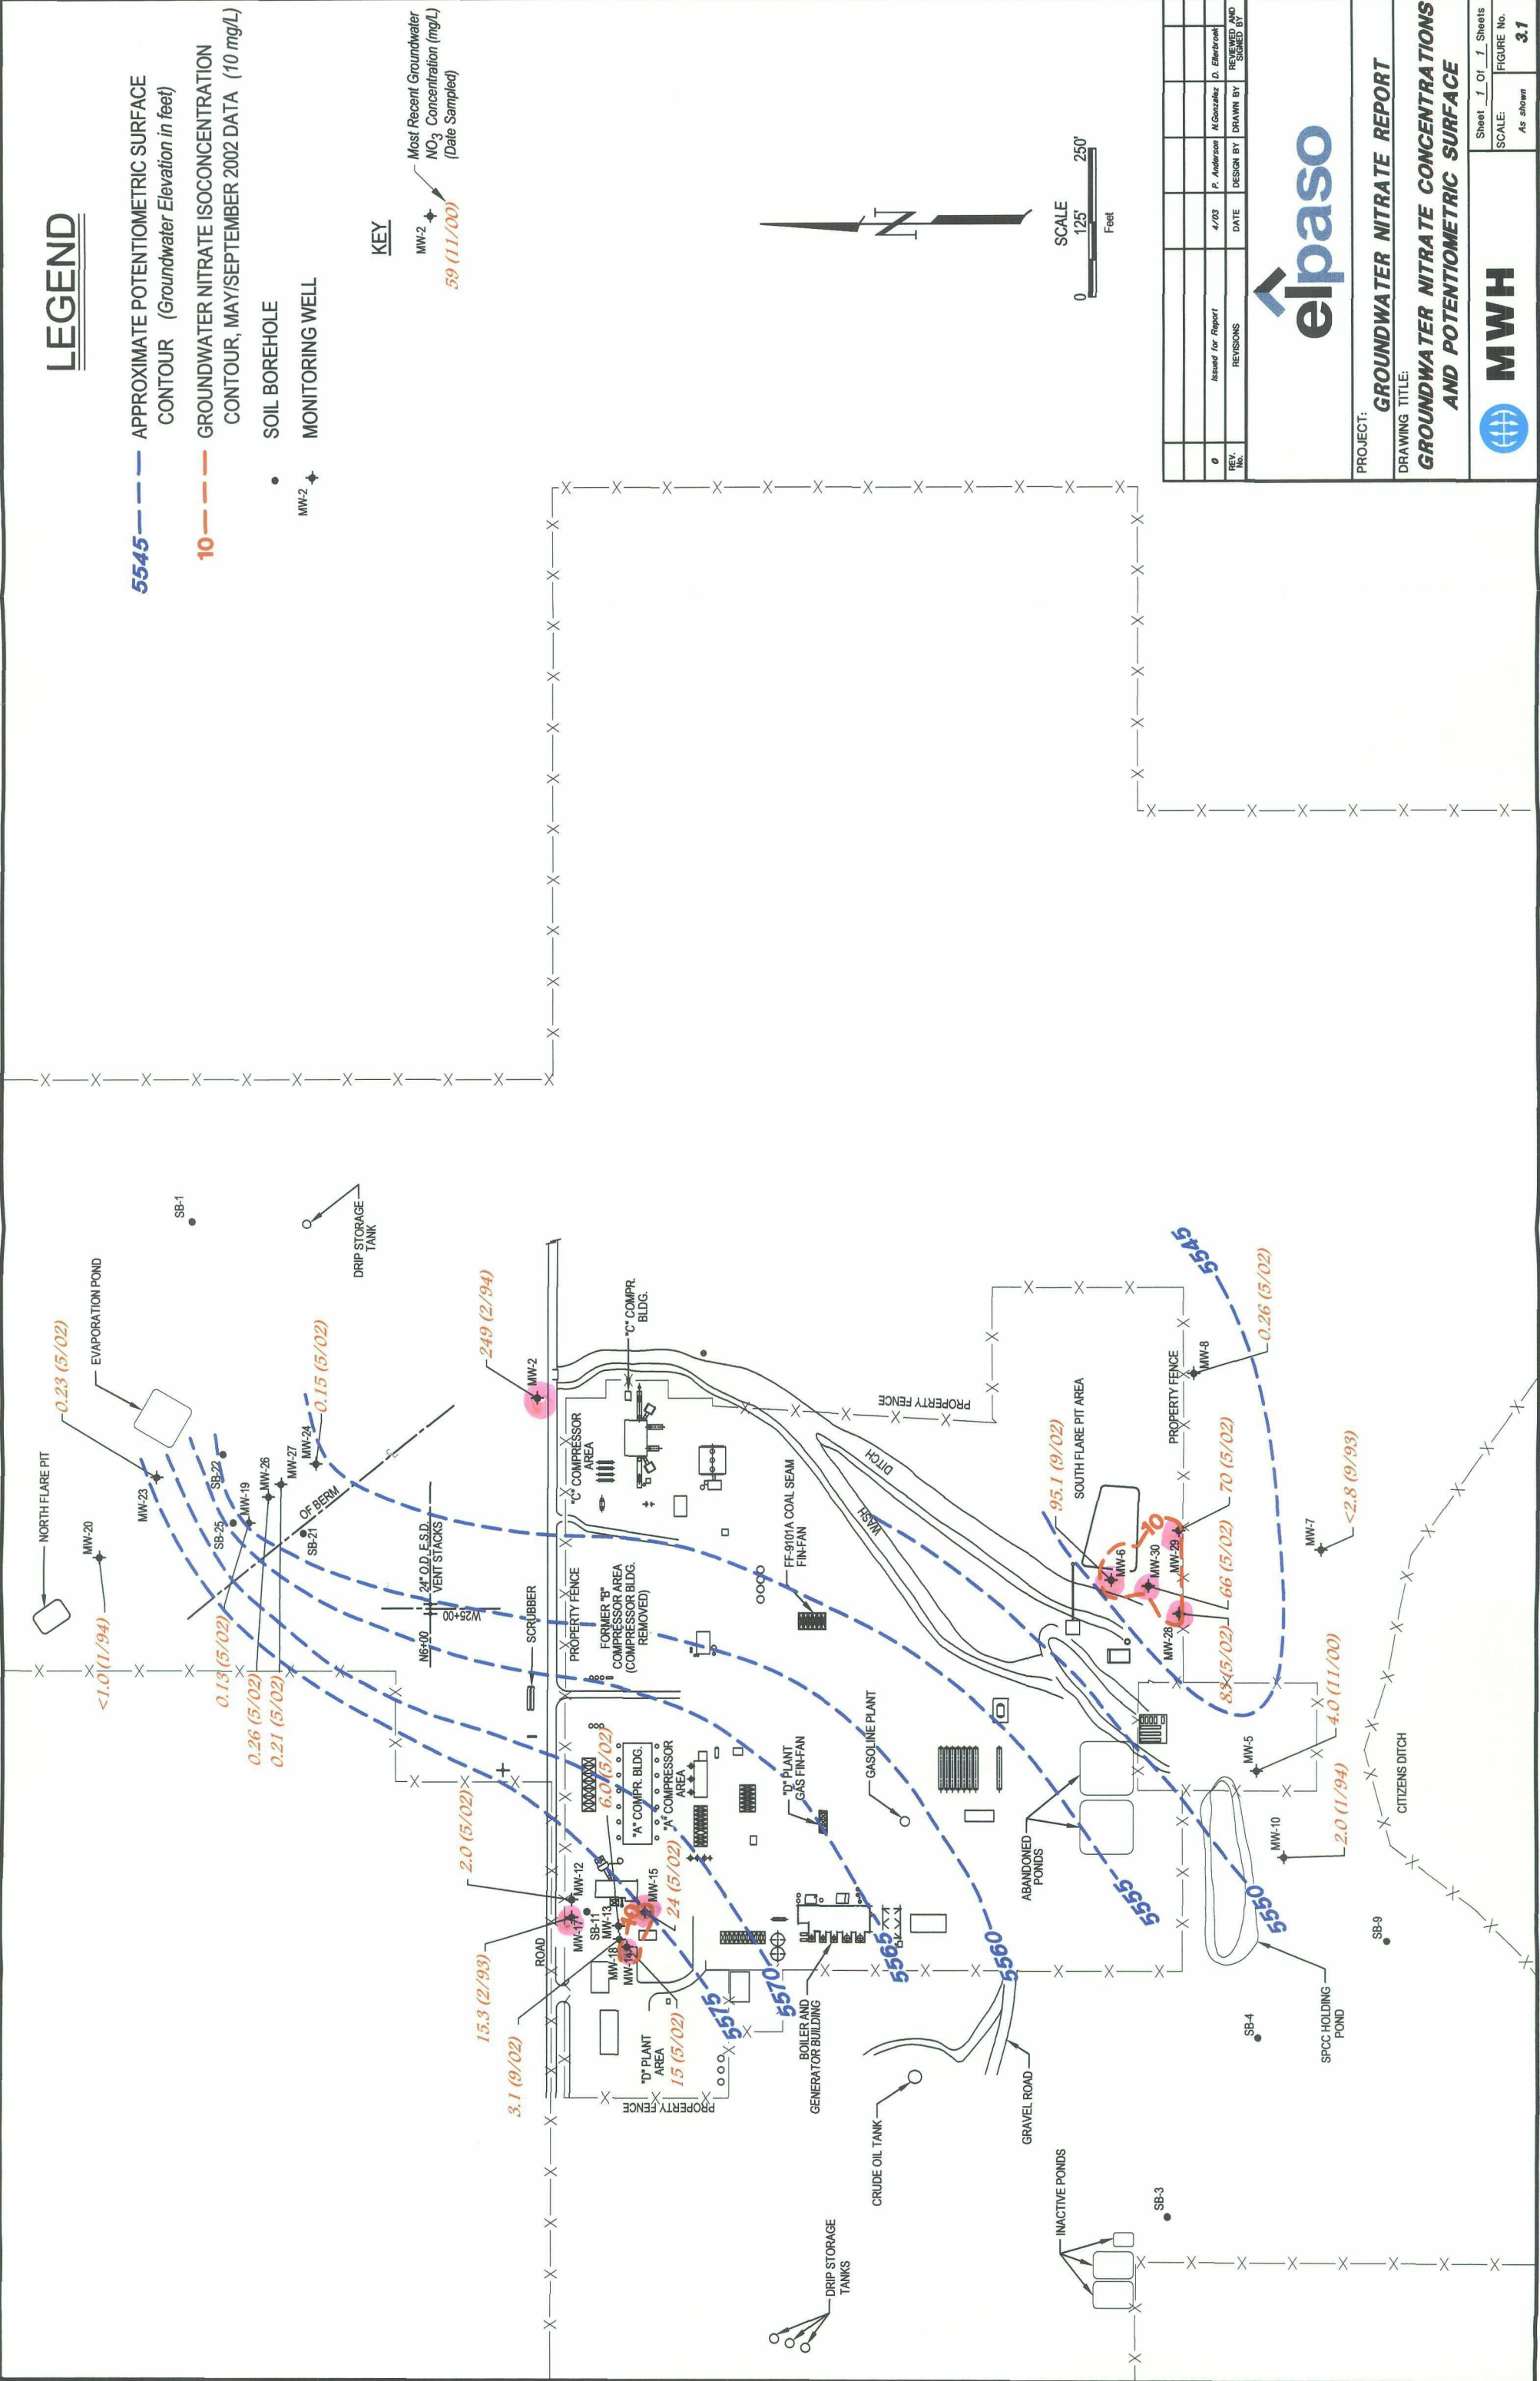 LEGEND
5545
APPROXIMATE POTENTIOMETRIC SURFACE
CONTOUR (Groundwater Elevation in feet)
10
GROUNDWATER NITRATE ISOCONCENTRATION
CONTOUR, MAY/SEPTEMBER 2002 DATA (10 mg/L)
SOIL BOREHOLE
MW-2
MONITORING WELL
KEY
MW-2
Most Recent Groundwater
NO3 Concentration (mg/L)
(Date Sampled)
59 (11/00)
N
SCALE
0
125'
250'
Feet
NORTH FLARE PIT
MW-20
<1.0 (1/94)
0.23 (5/02)
EVAPORATION POND
MW-23
SB-1
DRIP STORAGE
TANK
SB-22
SB-25
MW-19
MW-26
MW-27
MW-24
0.15 (5/02)
0.13 (5/02)
0.26 (5/02)
0.21 (5/02)
SB-21
OF BERM
24" O.D. E.S.D.
VENT STACKS
N6+00
W25+00
249 (2/94)
MW-2
SCRUBBER
ROAD
PROPERTY FENCE
2.0 (5/02)
MW-12
15.3 (2/93)
MW-17
SB-11
MW-13
6.0 (5/02)
MW-18
3.1 (9/02)
10
MW-15
24 (5/02)
15 (5/02)
"D" PLANT
AREA
PROPERTY FENCE
"A" COMPR. BLDG.
"A" COMPRESSOR
AREA
FORMER "B"
COMPRESSOR AREA
(COMPRESSOR BLDG.
REMOVED)
"C" COMPRESSOR
AREA
"C" COMPR.
BLDG.
PROPERTY FENCE
FF-9101A COAL SEAM
FIN-FAN
"D" PLANT
GAS FIN-FAN
GASOLINE PLANT
BOILER AND
GENERATOR BUILDING
5575
5570
5565
5560
5555
5550
5545
CRUDE OIL TANK
GRAVEL ROAD
DRIP STORAGE
TANKS
INACTIVE PONDS
SB-3
ABANDONED
PONDS
WASH
DITCH
95.1 (9/02)
SOUTH FLARE PIT AREA
MW-6
10
MW-30
MW-29
MW-28
70 (5/02)
66 (5/02)
83 (5/02)
PROPERTY FENCE
MW-8
0.26 (5/02)
MW-5
4.0 (11/00)
MW-10
2.0 (1/94)
MW-7
<2.8 (9/93)
CITIZENS DITCH
SB-9
SB-4
SPCC HOLDING
POND
0
Issued for Report
4/03
P. Anderson
N.Gonzalez
D. Ellerbroek
REV.
No.
REVISIONS
DATE
DESIGN BY
DRAWN BY
REVIEWED AND
SIGNED BY
elpaso
PROJECT:
GROUNDWATER NITRATE REPORT
DRAWING TITLE:
GROUNDWATER NITRATE CONCENTRATIONS
AND POTENTIOMETRIC SURFACE
MWH
Sheet 1 Of 1 Sheets
SCALE:
As shown
FIGURE No.
3.1